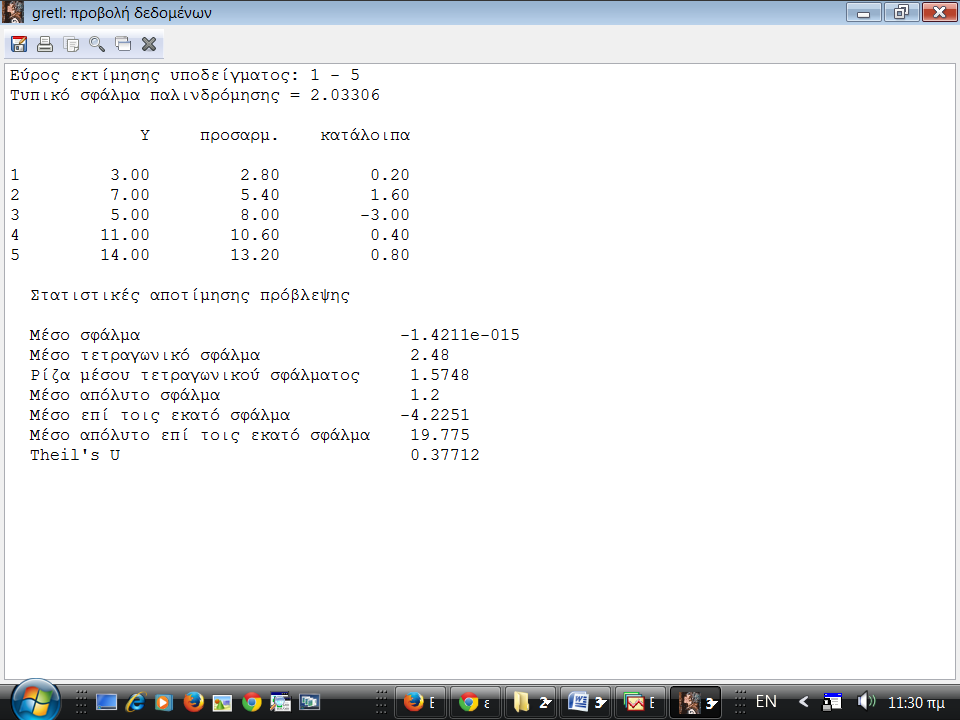 gretl: προβολή δεδομένων
Εύρος εκτίμησης υποδείγματος: 1 - 5
Τυπικό σφάλμα παλινδρόμησης = 2.03306
Y προσαρμ. κατάλοιπα
1 3.00 2.80 0.20
2 7.00 5.40 1.60
3 5.00 8.00 -3.00
4 11.00 10.60 0.40
5 14.00 13.20 0.80
Στατιστικές αποτίμησης πρόβλεψης
Μέσο σφάλμα -1.4211e-015
Μέσο τετραγωνικό σφάλμα 2.48
Ρίζα μέσου τετραγωνικού σφάλματος 1.5748
Μέσο απόλυτο σφάλμα 1.2
Μέσο επί τοις εκατό σφάλμα -4.2251
Μέσο απόλυτο επί τοις εκατό σφάλμα 19.775
Theil's U 0.37712
E ε 2 3 E 3 EN 11:30 πμ